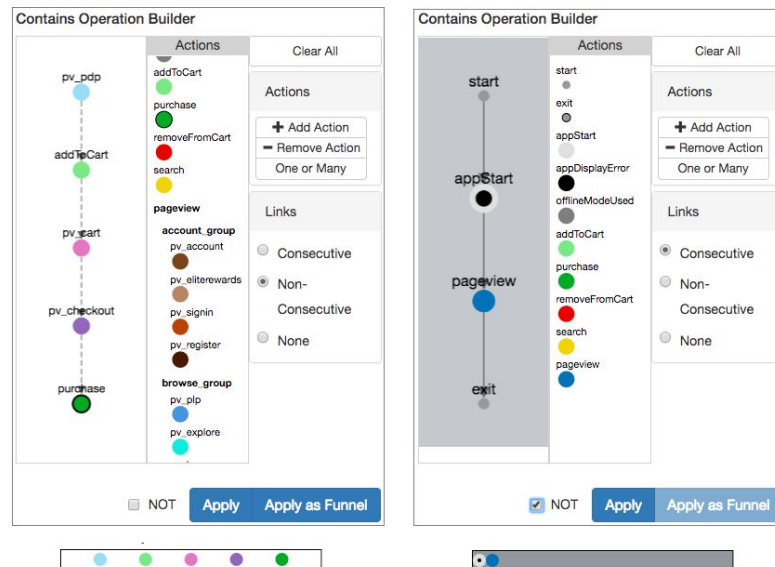 Contains Operation Builder
pv_pdp
addToCart
pv_cart
pv_checkout
purchase
Actions
addToCart
purchase
removeFromCart
search
pageview
account_group
pv_account
pv_eliterewards
pv_signin
pv_register
browse_group
pv_plp
pv_explore
Clear All
Actions
+ Add Action
- Remove Action
One or Many
Links
Consecutive
Non-
Consecutive
None
NOT
Apply
Apply as Funnel
Contains Operation Builder
start
appStart
pageview
exit
Actions
start
exit
appStart
appDisplayError
offlineModeUsed
addToCart
purchase
removeFromCart
search
pageview
Clear All
Actions
+ Add Action
- Remove Action
One or Many
Links
Consecutive
Non-
Consecutive
None
NOT
Apply
Apply as Funnel